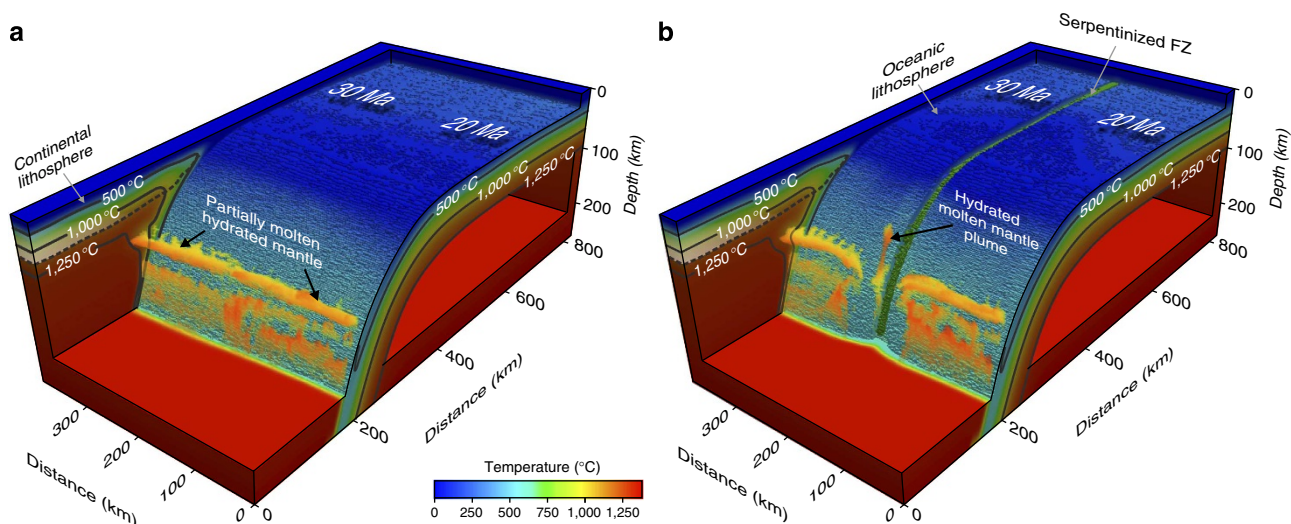 a
Continental
lithosphere
500 °C
1,000 °C
1,250 °C
30 Ma
20 Ma
Partially molten
hydrated mantle
500 °C
1,000 °C
1,250 °C
0
100
200
Depth (km)
800
600
400
200
0
Distance (km)
300
200
100
0
Distance (km)
Temperature (°C)
0 250 500 750 1,000 1,250
b
Serpentinized FZ
Oceanic
lithosphere
30 Ma
20 Ma
500 °C
1,000 °C
1,250 °C
Hydrated
molten mantle
plume
500 °C
1,000 °C
1,250 °C
0
100
200
Depth (km)
800
600
400
200
0
Distance (km)
300
200
100
0
Distance (km)